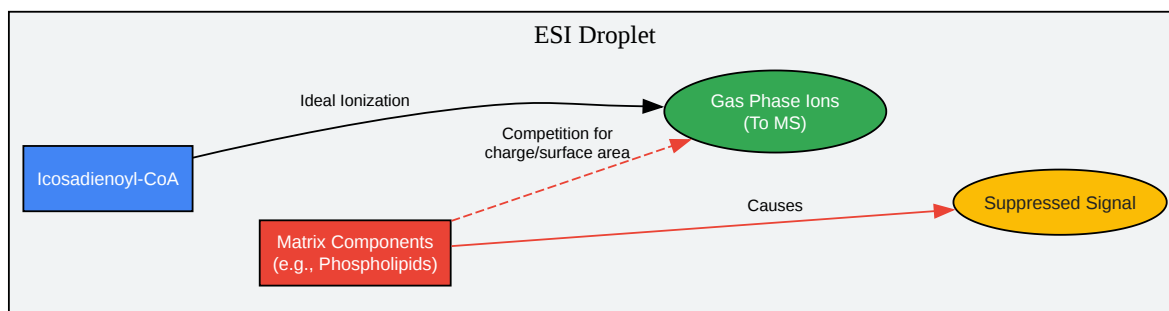 ESI Droplet
Ideal Ionization
Gas Phase Ions
(To MS)
Competition for
charge/surface area
Icosadienoyl-CoA
Causes
Suppressed Signal
Matrix Components
(e.g., Phospholipids)